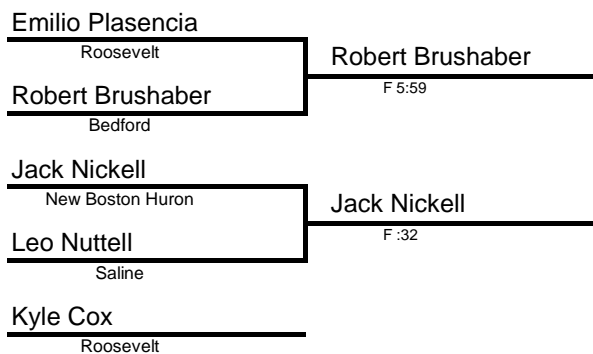 Emilio Plasencia
Roosevelt
Robert Brushaber
F 5:59
Robert Brushaber
Bedford
Jack Nickell
New Boston Huron
Jack Nickell
F :32
Leo Nuttell
Saline
Kyle Cox
Roosevelt